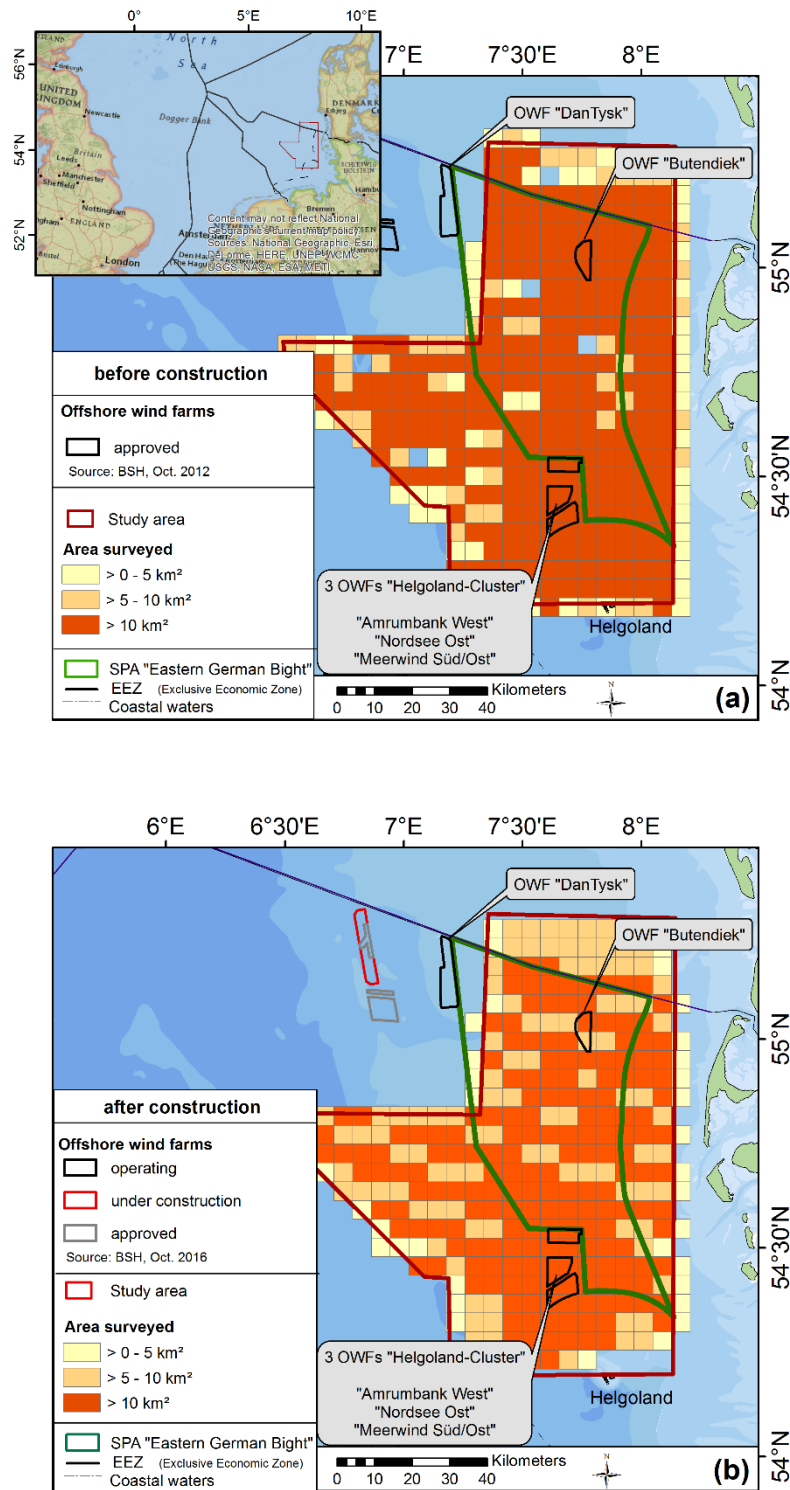 0° 5°E 10°E
56°N
54°N
52°N
North
Sea
Edinburgh
UNITED
KINGDOM
Newcastle
Dogger Bank
DENMARK
Esbjerg
Leeds
Britain
Manchester
Sheffield
Nottingham
ENGLAND
Bristol
London
SCHLESWIG
HOLSTEIN
Hamburg
Bremen
Amsterdam
Content may not reflect National
Geographic's current map policy.
Sources: National Geographic, Esri,
DeLorme, HERE, UNEP-WCMC,
USGS, NASA, ESA, METI,
7°E 7°30'E 8°E
OWF "DanTysk"
OWF "Butendiek"
55°N
54°30'N
54°N
before construction
Offshore wind farms
approved
Source: BSH, Oct. 2012
Study area
Area surveyed
> 0 - 5 km²
> 5 - 10 km²
> 10 km²
SPA "Eastern German Bight"
EEZ (Exclusive Economic Zone)
Coastal waters
3 OWFs "Helgoland-Cluster"
"Amrumbank West"
"Nordsee Ost"
"Meerwind Süd/Ost"
Helgoland
Kilometers
0 10 20 30 40
N
(a)
6°E 6°30'E 7°E 7°30'E 8°E
OWF "DanTysk"
OWF "Butendiek"
55°N
54°30'N
54°N
after construction
Offshore wind farms
operating
under construction
approved
Source: BSH, Oct. 2016
Study area
Area surveyed
> 0 - 5 km²
> 5 - 10 km²
> 10 km²
SPA "Eastern German Bight"
EEZ (Exclusive Economic Zone)
Coastal waters
3 OWFs "Helgoland-Cluster"
"Amrumbank West"
"Nordsee Ost"
"Meerwind Süd/Ost"
Helgoland
Kilometers
0 10 20 30 40
N
(b)